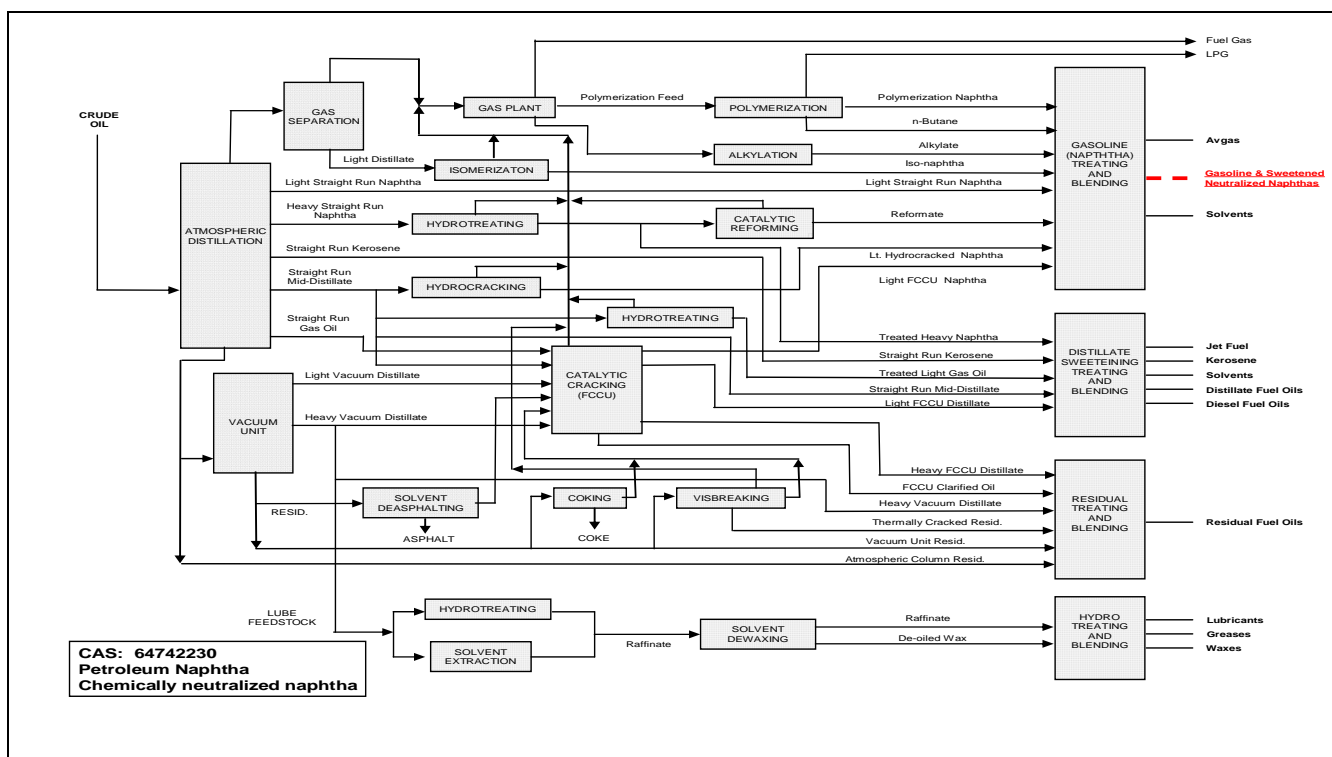 Fuel Gas
LPG
CRUDE
OIL
GAS
SEPARATION
GAS PLANT
Polymerization Feed
POLYMERIZATION
Polymerization Naphtha
n-Butane
Light Distillate
ISOMERIZATON
ALKYLATION
Alkylate
Iso-naphtha
GASOLINE
(NAPHTHTA)
TREATING
AND
BLENDING
Avgas
Gasoline & Sweetened
Neutralized Naphthas
Solvents
ATMOSPHERIC
DISTILLATION
Light Straight Run Naphtha
Light Straight Run Naphtha
Heavy Straight Run
Naphtha
HYDROTREATING
CATALYTIC
REFORMING
Reformate
Straight Run Kerosene
Lt. Hydrocracked Naphtha
Straight Run
Mid-Distillate
HYDROCRACKING
Light FCCU Naphtha
Straight Run
Gas Oil
HYDROTREATING
Treated Heavy Naphtha
Straight Run Kerosene
Treated Light Gas Oil
Straight Run Mid-Distillate
Light FCCU Distillate
DISTILLATE
SWEETEINING
TREATING
AND
BLENDING
Jet Fuel
Kerosene
Solvents
Distillate Fuel Oils
Diesel Fuel Oils
CATALYTIC
CRACKING
(FCCU)
Light Vacuum Distillate
Heavy Vacuum Distillate
VACUUM
UNIT
RESID.
SOLVENT
DEASPHALTING
ASPHALT
COKING
COKE
VISBREAKING
Heavy FCCU Distillate
FCCU Clarified Oil
Heavy Vacuum Distillate
Thermally Cracked Resid.
Vacuum Unit Resid.
Atmospheric Column Resid.
RESIDUAL
TREATING
AND
BLENDING
Residual Fuel Oils
LUBE
FEEDSTOCK
HYDROTREATING
SOLVENT
EXTRACTION
Raffinate
SOLVENT
DEWAXING
Raffinate
De-oiled Wax
HYDRO
TREATING
AND
BLENDING
Lubricants
Greases
Waxes
CAS: 64742230
Petroleum Naphtha
Chemically neutralized naphtha